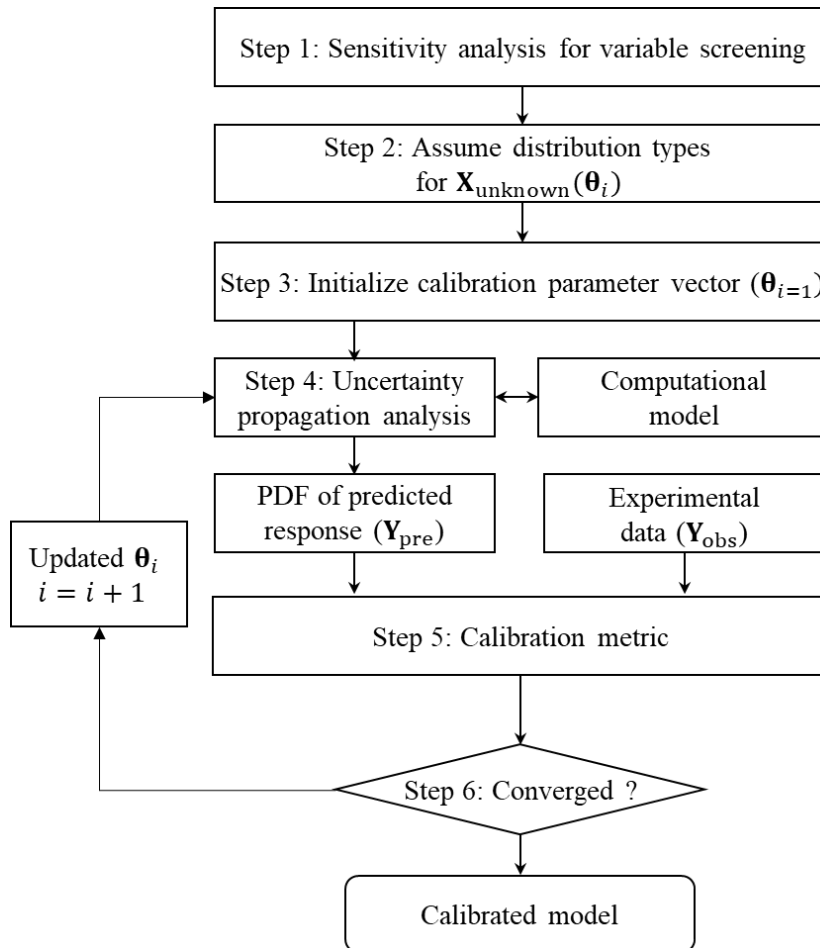 Step 1: Sensitivity analysis for variable screening
Step 2: Assume distribution types
for 𝐗unknown(𝛉𝑖)
Step 3: Initialize calibration parameter vector (𝛉𝑖=1)
Step 4: Uncertainty
propagation analysis
Computational
model
PDF of predicted
response (𝐘pre)
Experimental
data (𝐘obs)
Updated 𝛉𝑖
𝑖 = 𝑖 + 1
Step 5: Calibration metric
Step 6: Converged ?
Calibrated model